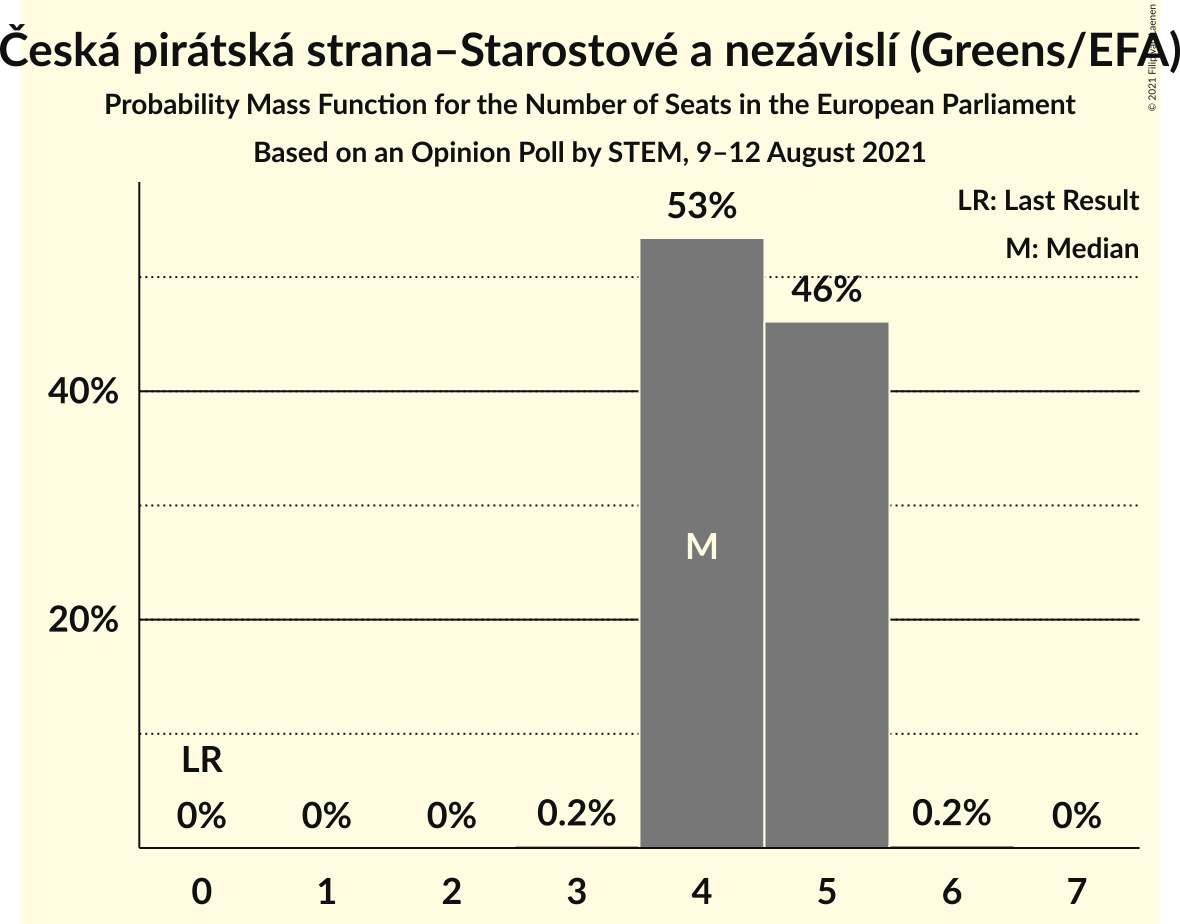 Česká pirátská strana–Starostové a nezávislí (Greens/EFA)
Probability Mass Function for the Number of Seats in the European Parliament
Based on an Opinion Poll by STEM, 9–12 August 2021
© 2021 Filip
LR: Last Result
M: Median
53%
46%
40%
M
20%
LR
0%
0%
0%
0.2%
0.2%
0%
0
1
2
3
4
5
6
7